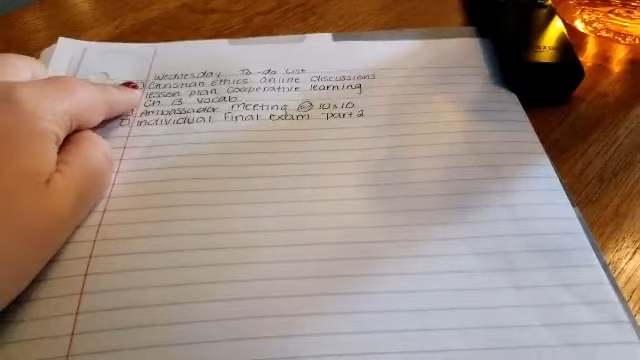 Wednesday To-do List
Christian Ethics Online discussions
lesson plan cooperative learning
Ch 13 vocab
Ambassador meeting @ 10:10
individual final exam part 2